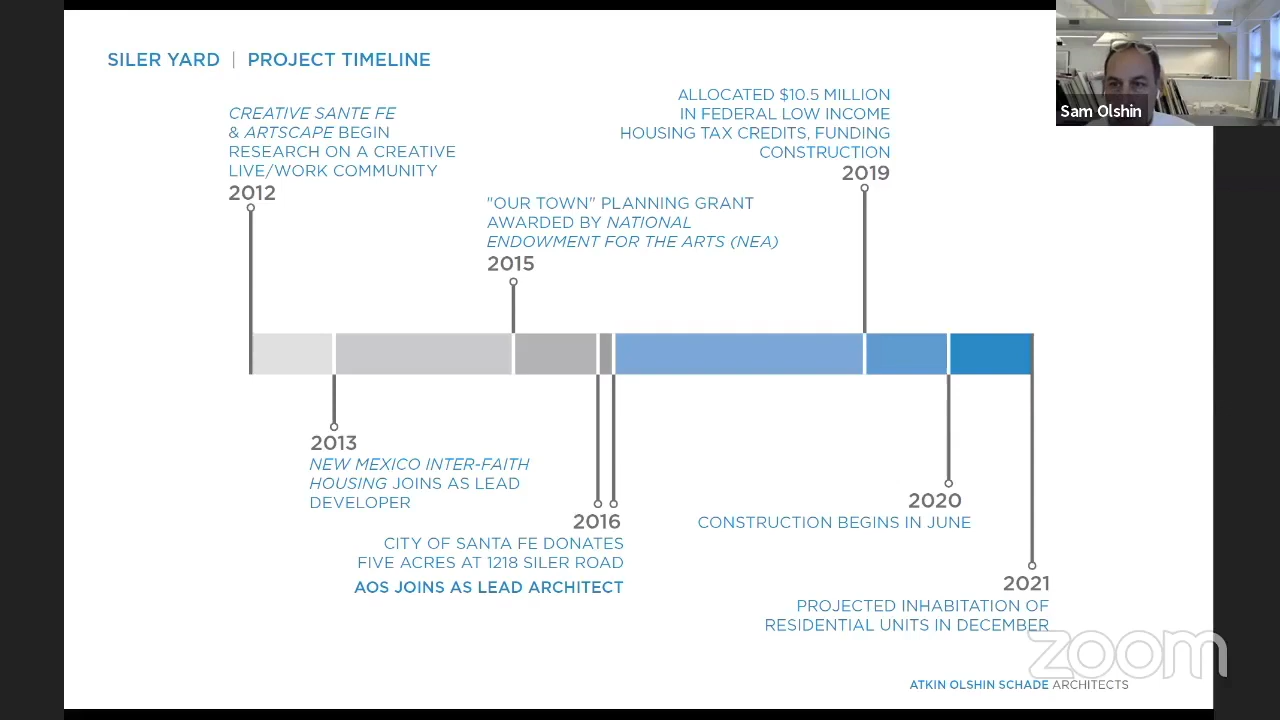 SILER YARD | PROJECT TIMELINE
Sam Olshin
CREATIVE SANTE FE
& ARTSCAPE BEGIN
RESEARCH ON A CREATIVE
LIVE/WORK COMMUNITY
2012
ALLOCATED $10.5 MILLION
IN FEDERAL LOW INCOME
HOUSING TAX CREDITS, FUNDING
CONSTRUCTION
2019
"OUR TOWN" PLANNING GRANT
AWARDED BY NATIONAL
ENDOWMENT FOR THE ARTS (NEA)
2015
2013
NEW MEXICO INTER-FAITH
HOUSING JOINS AS LEAD
DEVELOPER
2016
CITY OF SANTA FE DONATES
FIVE ACRES AT 1218 SILER ROAD
AOS JOINS AS LEAD ARCHITECT
2020
CONSTRUCTION BEGINS IN JUNE
2021
PROJECTED INHABITATION OF
RESIDENTIAL UNITS IN DECEMBER
zoom
ATKIN OLSHIN SCHADE ARCHITECTS